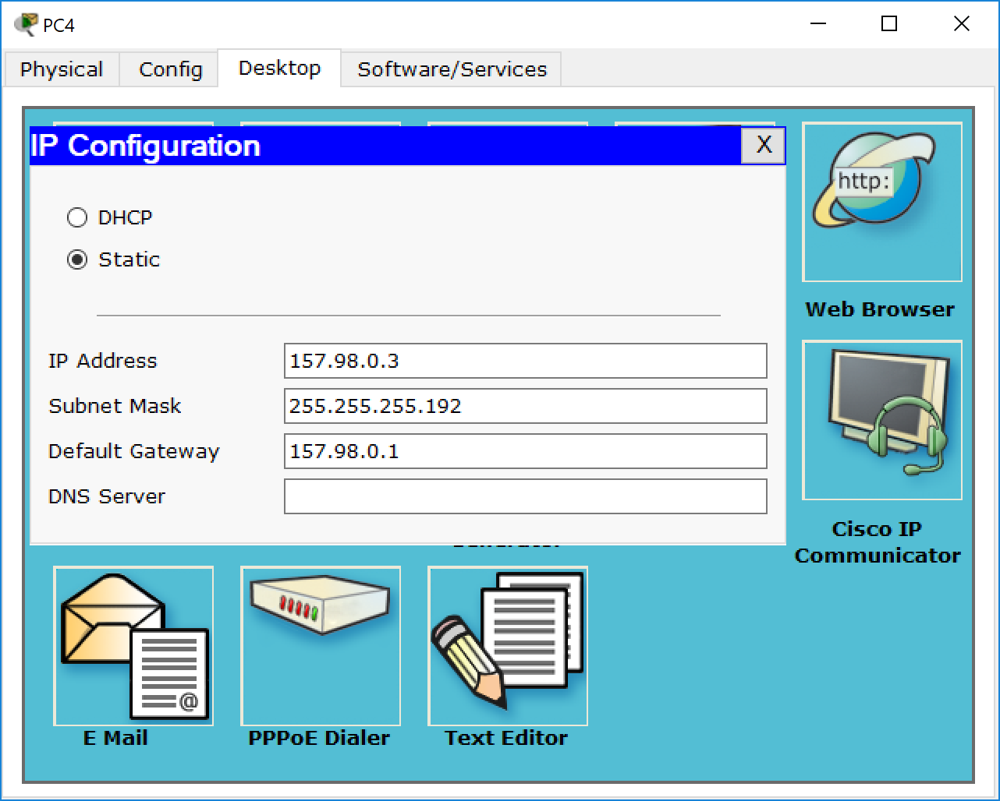 PC4
Physical
Config
Desktop
Software/Services
IP Configuration
X
DHCP
Static
IP Address
157.98.0.3
Subnet Mask
255.255.255.192
Default Gateway
157.98.0.1
DNS Server
http:
Web Browser
Cisco IP
Communicator
@
E Mail
PPPoE Dialer
Text Editor